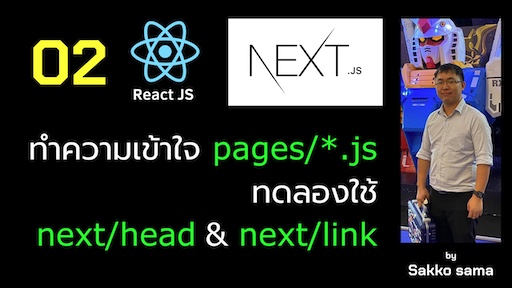 02
React JS
NEXT.JS
ทำความเข้าใจ pages/*.js
ทดลองใช้
next/head & next/link
RX
by
Sakko sama